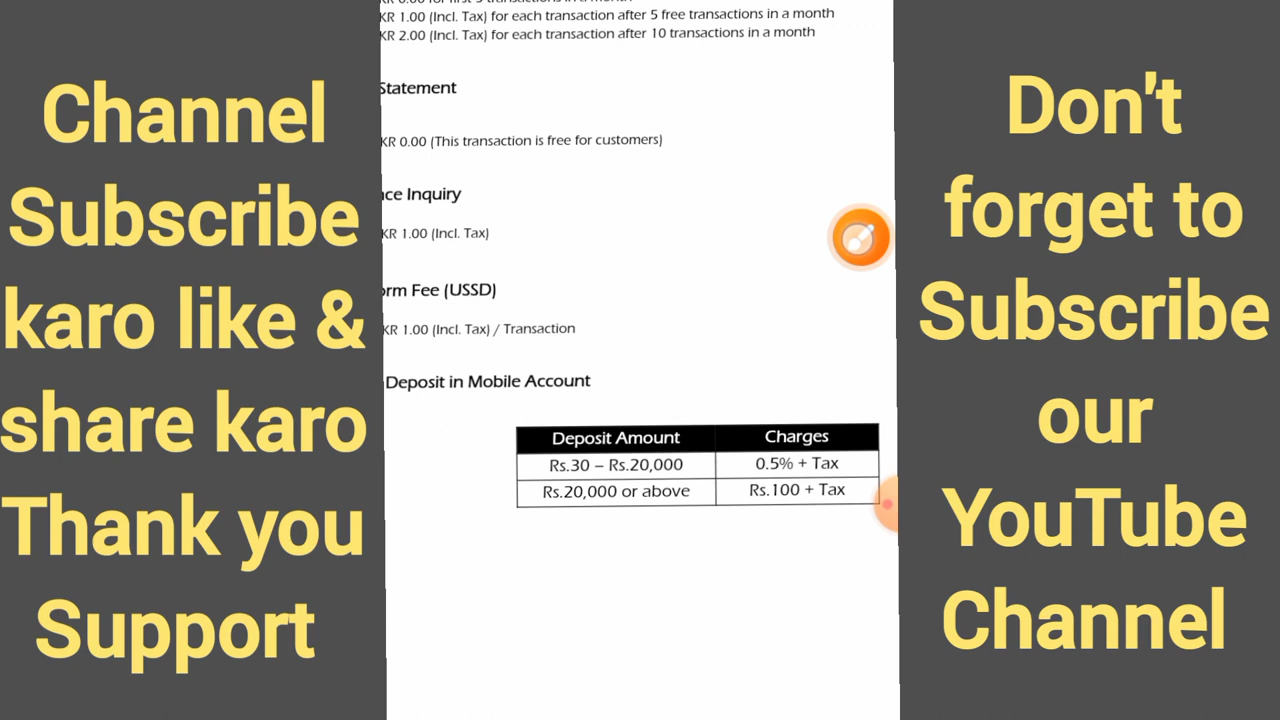 Channel
Subscribe
karo like &
share karo
Thank you
Support
KR 1.00 (Incl. Tax) for each transaction after 5 free transactions in a month
KR 2.00 (Incl. Tax) for each transaction after 10 transactions in a month
Statement
KR 0.00 (This transaction is free for customers)
ce Inquiry
KR 1.00 (Incl. Tax)
rm Fee (USSD)
KR 1.00 (Incl. Tax) / Transaction
Deposit in Mobile Account
Deposit Amount Charges
Rs.30 – Rs.20,000 0.5% + Tax
Rs.20,000 or above Rs.100 + Tax
Don't
forget to
Subscribe
our
YouTube
Channel